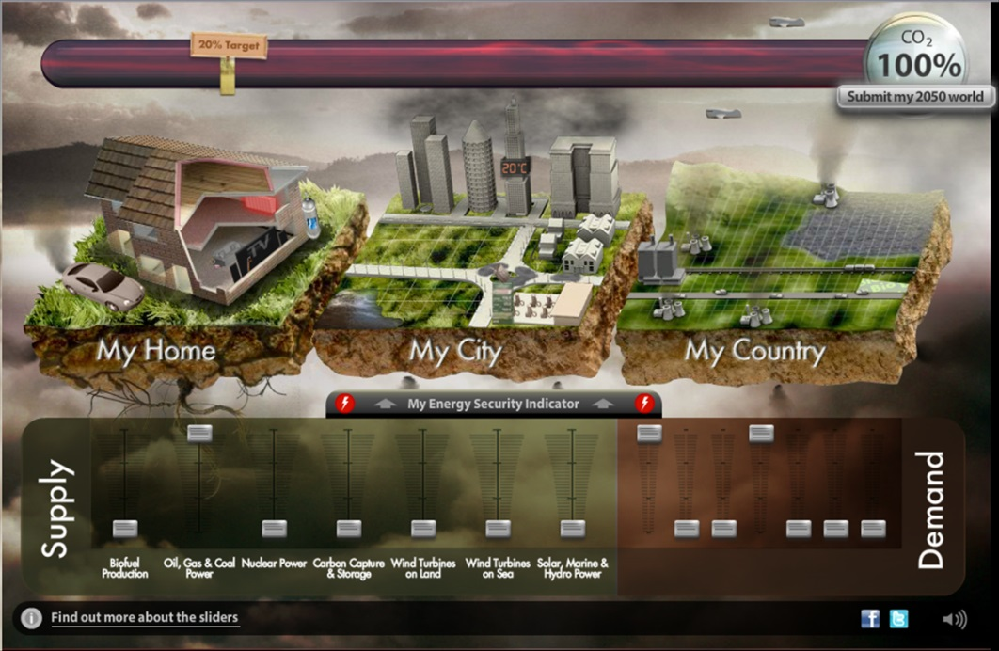 20% Target
CO₂
100%
Submit my 2050 world
20°C
TV
My Home
My City
My Country
My Energy Security Indicator
Supply
Demand
Biofuel
Production
Oil, Gas & Coal
Power
Nuclear Power
Carbon Capture
& Storage
Wind Turbines
on Land
Wind Turbines
on Sea
Solar, Marine &
Hydro Power
i
Find out more about the sliders
f
t